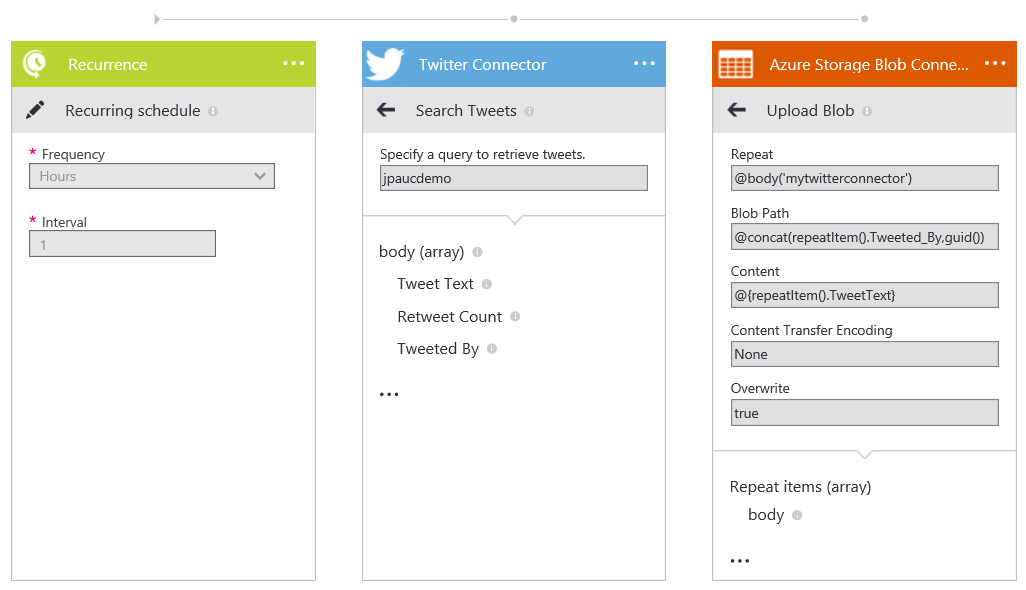 Recurrence
Recurring schedule
* Frequency
Hours
* Interval
1
Twitter Connector
Search Tweets
Specify a query to retrieve tweets.
jpaucdemo
body (array)
Tweet Text
Retweet Count
Tweeted By
...
Azure Storage Blob Conne...
Upload Blob
Repeat
@body('mytwitterconnector')
Blob Path
@concat(repeatItem().Tweeted_By,guid())
Content
@{repeatItem().TweetText}
Content Transfer Encoding
None
Overwrite
true
Repeat items (array)
body
...